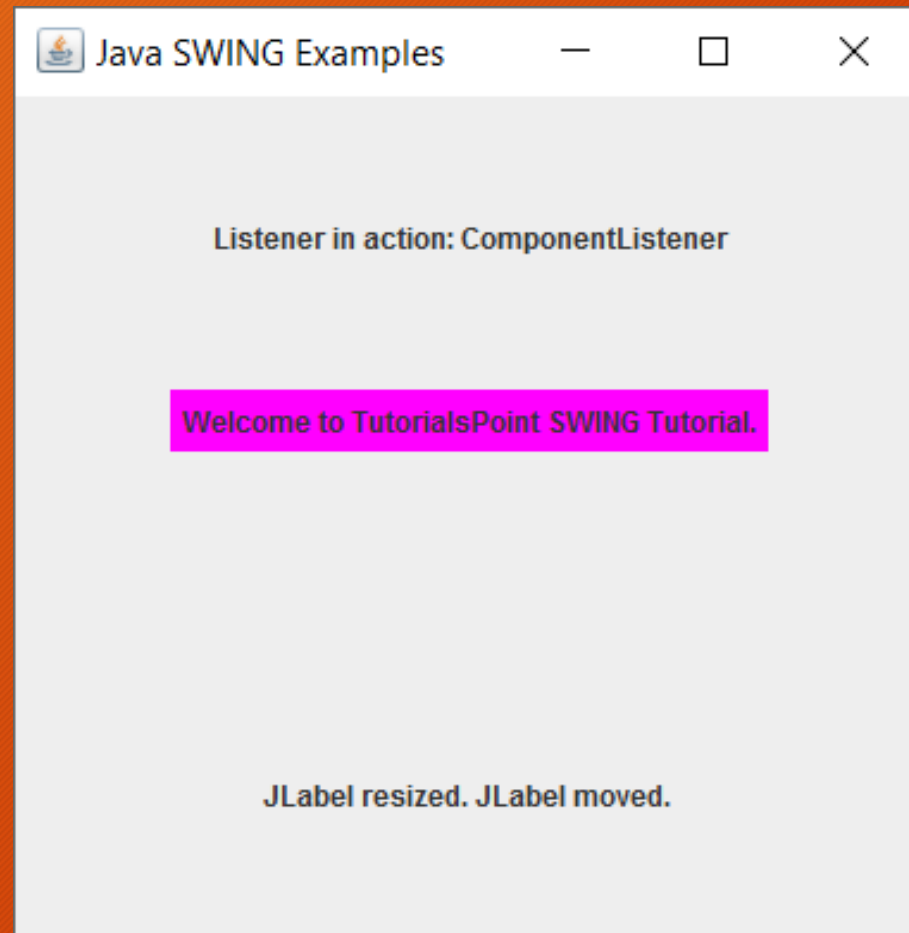 Java SWING Examples
Listener in action: ComponentListener
Welcome to TutorialsPoint SWING Tutorial.
JLabel resized. JLabel moved.